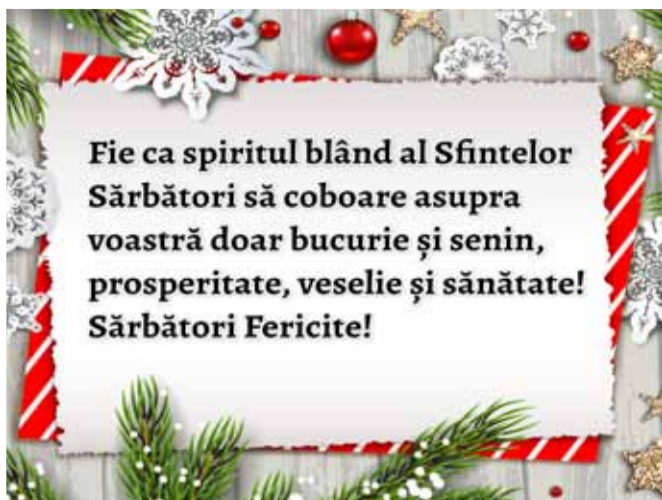 Fie ca spiritul blând al Sfintelor
Sărbători să coboare asupra
voastră doar bucurie și senin,
prosperitate, veselie și sănătate!
Sărbători Fericite!